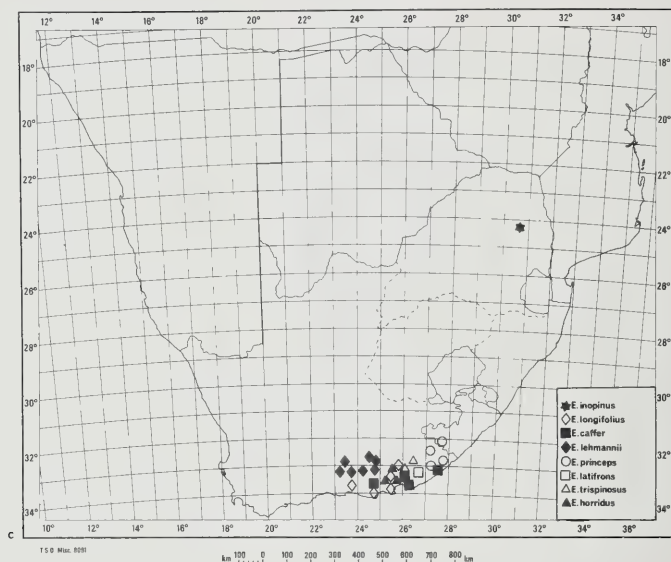 12° 14° 16° 18° 20° 22° 24° 26° 28° 30° 32° 34° 36°
18° 18°
20° 20°
22° 22°
24° 24°
26° 26°
28° 28°
30° 30°
32° 32°
34° 34°
E. inopinus
E. longifolius
E. caffer
E. lehmannii
E. princeps
E. latifrons
E. trispinosus
E. horridus
10° 12° 14° 16° 18° 20° 22° 24° 26° 28° 30° 32° 34° 36°
C
TSO Misc. 8091
km 100 0 100 200 300 400 500 600 700 800 km